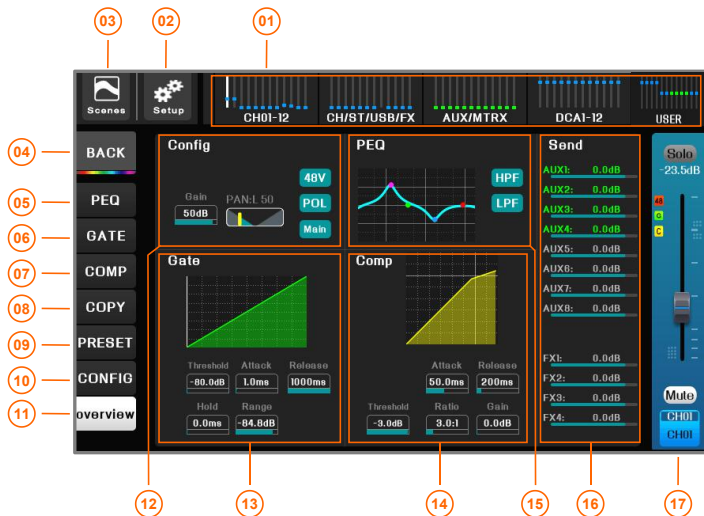 03 02 01
Scenes Setup
CH01-12 CH/ST/USB/FX AUX/MTRX DCA1-12 USER
04 BACK
05 PEQ
06 GATE
07 COMP
08 COPY
09 PRESET
10 CONFIG
11 overview
Config
48V
Gain PAN:L 50 POL
50dB
Main
PEQ
HPF
LPF
Send
AUX1: 0.0dB
AUX2: 0.0dB
AUX3: 0.0dB
AUX4: 0.0dB
AUX5: 0.0dB
AUX6: 0.0dB
AUX7: 0.0dB
AUX8: 0.0dB
FX1: 0.0dB
FX2: 0.0dB
FX3: 0.0dB
FX4: 0.0dB
Gate
Threshold Attack Release
-80.0dB 1.0ms 1000ms
Hold Range
0.0ms -84.8dB
Comp
Attack Release
50.0ms 200ms
Threshold Ratio Gain
-3.0dB 3.0:1 0.0dB
Solo
-23.5dB
48
G
C
Mute
CH01
CH01
12 13 14 15 16 17